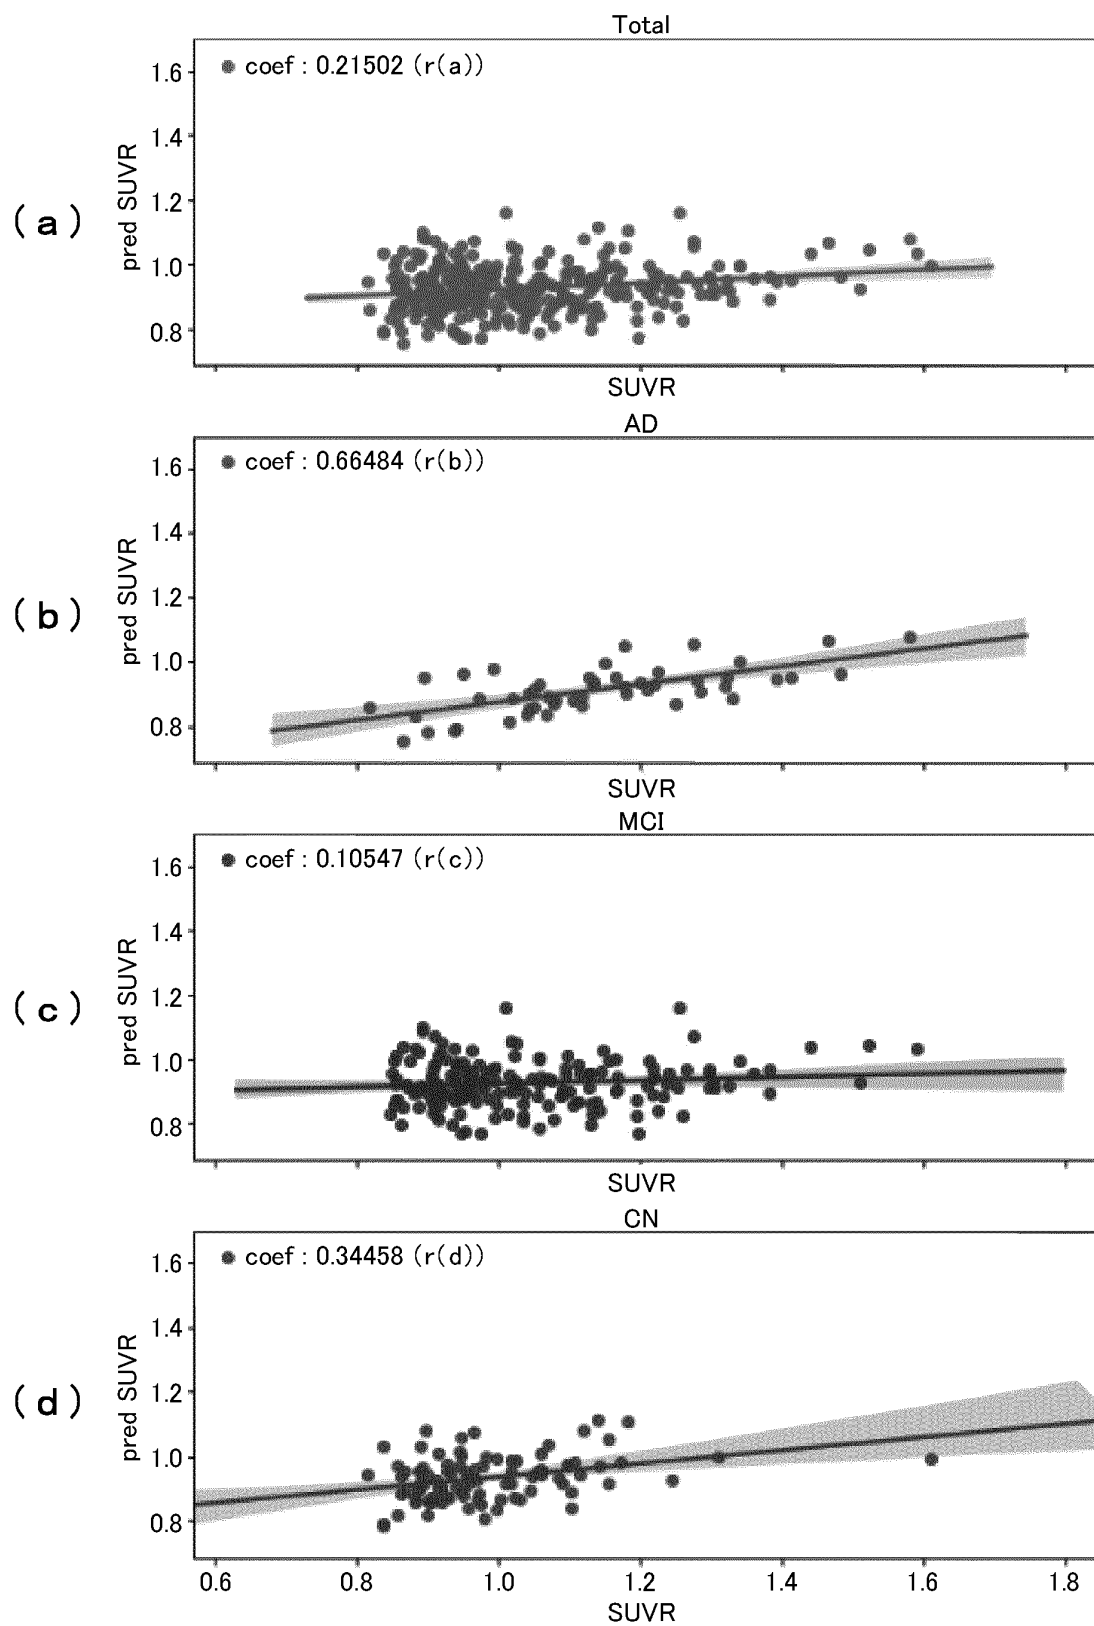 Total
coef : 0.21502 (r(a))
1.6
1.4
1.2
1.0
0.8
pred SUVR
(a)
SUVR
AD
coef : 0.66484 (r(b))
1.6
1.4
1.2
1.0
0.8
pred SUVR
(b)
SUVR
MCI
coef : 0.10547 (r(c))
1.6
1.4
1.2
1.0
0.8
pred SUVR
(c)
SUVR
CN
coef : 0.34458 (r(d))
1.6
1.4
1.2
1.0
0.8
pred SUVR
(d)
0.6 0.8 1.0 1.2 1.4 1.6 1.8
SUVR